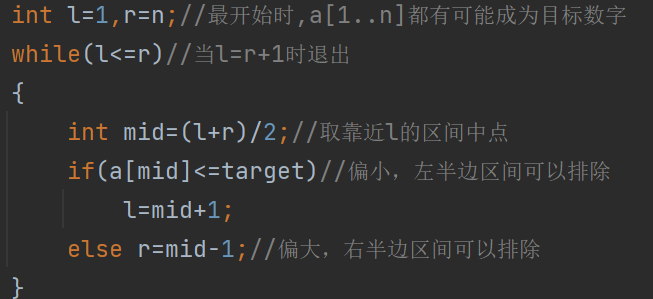 int l=1,r=n;//最开始时,a[1..n]都有可能成为目标数字
while(l<=r)//当l=r+1时退出
{
    int mid=(l+r)/2;//取靠近l的区间中点
    if(a[mid]<=target)//偏小，左半边区间可以排除
        l=mid+1;
    else r=mid-1;//偏大，右半边区间可以排除
}